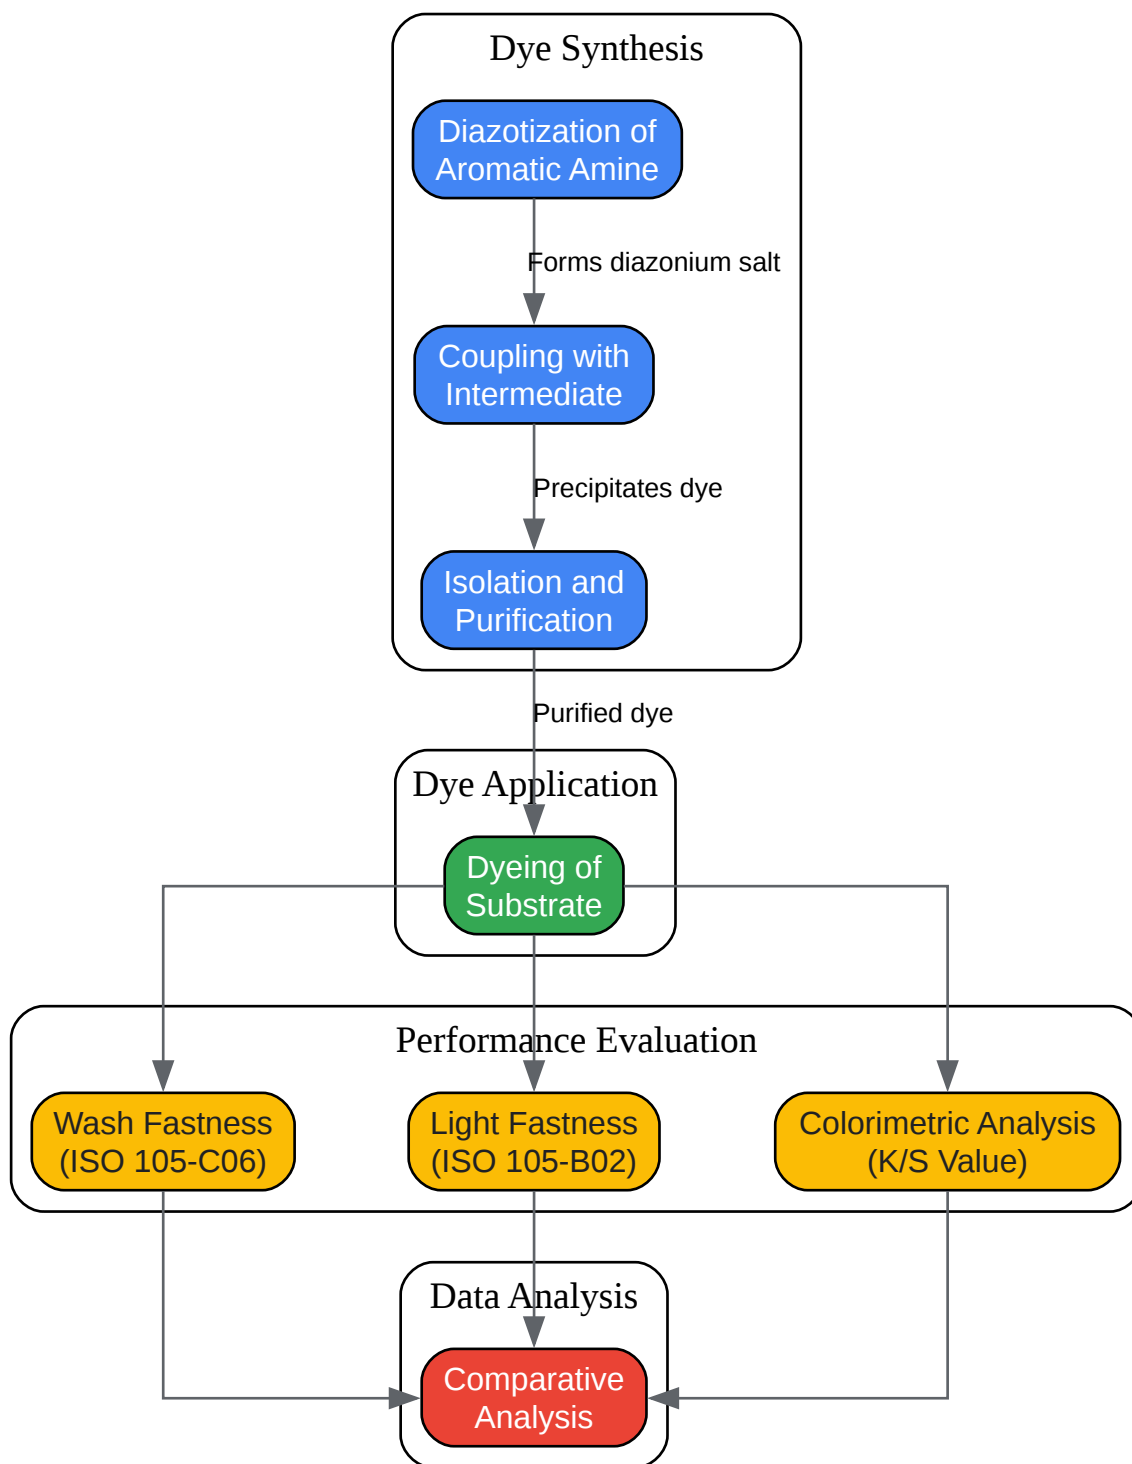 Dye Synthesis
Diazotization of
Aromatic Amine
Forms diazonium salt
Coupling with
Intermediate
Precipitates dye
Isolation and
Purification
Purified dye
Dye Application
Dyeing of
Substrate
Performance Evaluation
Wash Fastness
(ISO 105-C06)
Light Fastness
(ISO 105-B02)
Colorimetric Analysis
(K/S Value)
Data Analysis
Comparative
Analysis